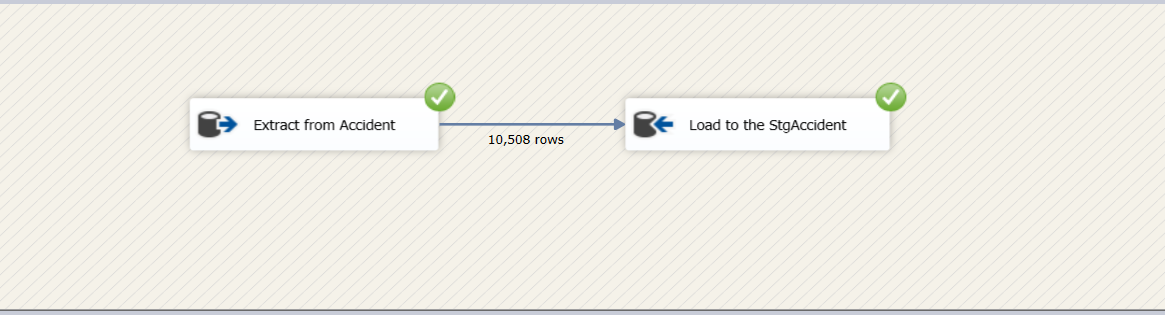 Extract from Accident
10,508 rows
Load to the StgAccident